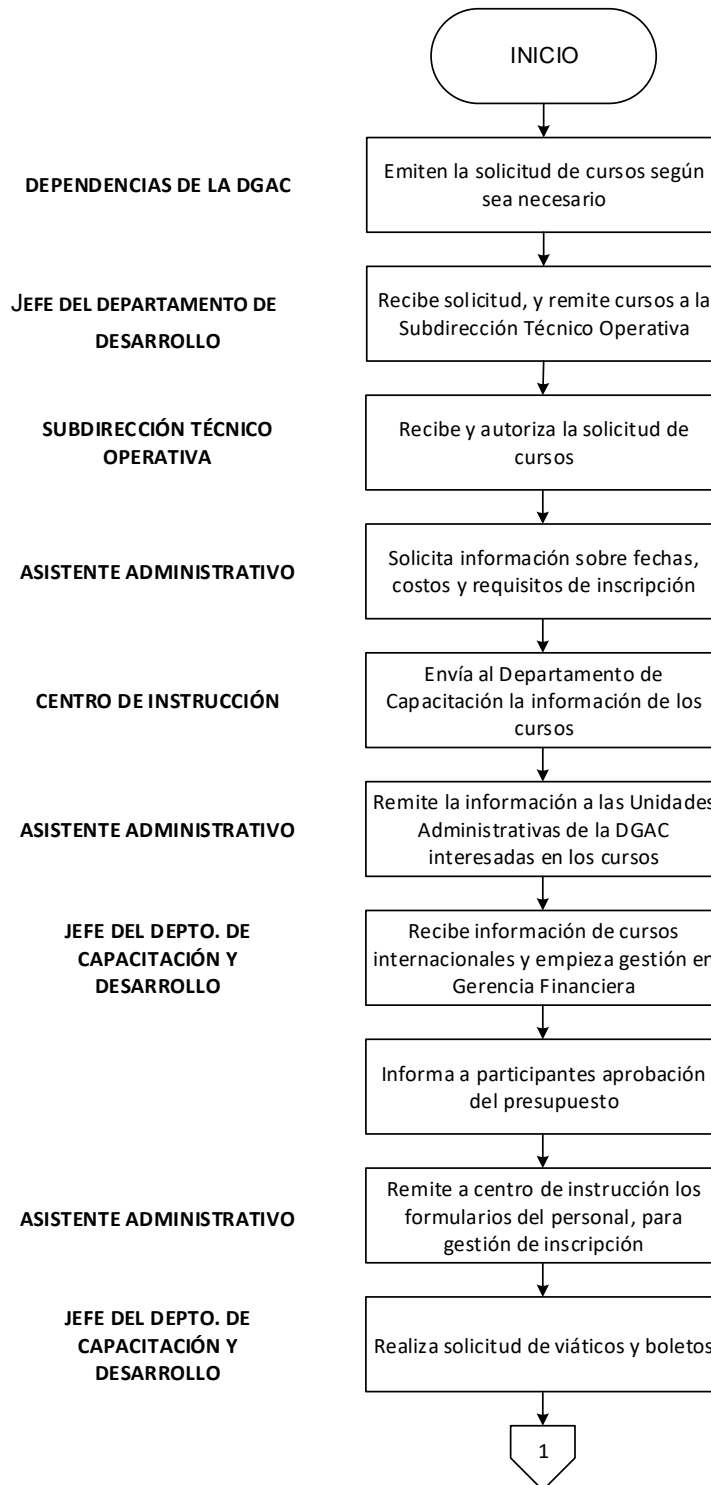 INICIO
DEPENDENCIAS DE LA DGAC
Emiten la solicitud de cursos según
sea necesario
JEFE DEL DEPARTAMENTO DE
DESARROLLO
Recibe solicitud, y remite cursos a la
Subdirección Técnico Operativa
SUBDIRECCIÓN TÉCNICO
OPERATIVA
Recibe y autoriza la solicitud de
cursos
ASISTENTE ADMINISTRATIVO
Solicita información sobre fechas,
costos y requisitos de inscripción
CENTRO DE INSTRUCCIÓN
Envía al Departamento de
Capacitación la información de los
cursos
ASISTENTE ADMINISTRATIVO
Remite la información a las Unidades
Administrativas de la DGAC
interesadas en los cursos
JEFE DEL DEPTO. DE
CAPACITACIÓN Y
DESARROLLO
Recibe información de cursos
internacionales y empieza gestión en
Gerencia Financiera
Informa a participantes aprobación
del presupuesto
ASISTENTE ADMINISTRATIVO
Remite a centro de instrucción los
formularios del personal, para
gestión de inscripción
JEFE DEL DEPTO. DE
CAPACITACIÓN Y
DESARROLLO
Realiza solicitud de viáticos y boletos
1